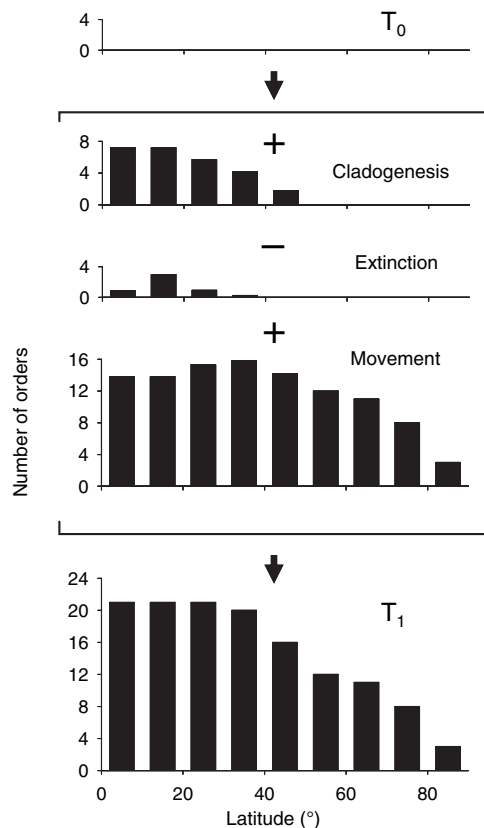 4
0
T₀
+
8
4
0
Cladogenesis
−
4
0
Extinction
+
16
12
8
4
0
Movement
Number of orders
24
20
16
12
8
4
0
T₁
0 20 40 60 80
Latitude (°)